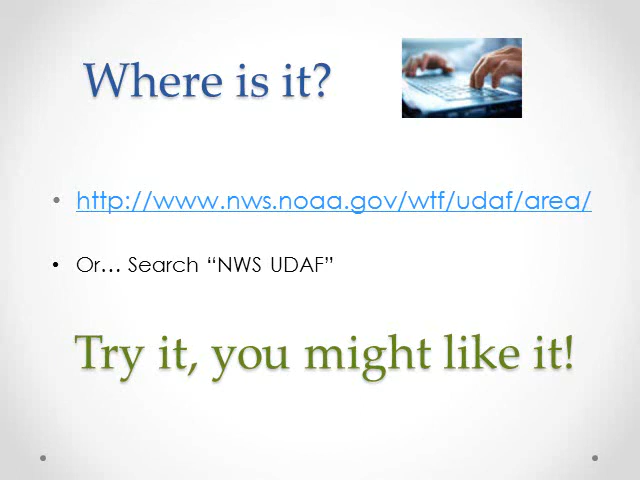 Where is it?
• http://www.nws.noaa.gov/wtf/udaf/area/
• Or… Search “NWS UDAF”
Try it, you might like it!